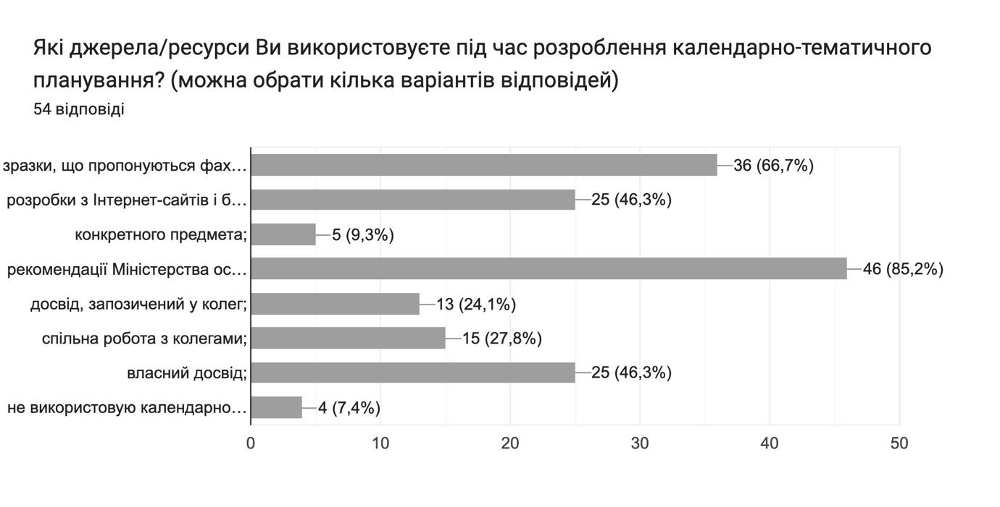 Які джерела/ресурси Ви використовуєте під час розроблення календарно-тематичного
планування? (можна обрати кілька варіантів відповідей)
54 відповіді
зразки, що пропонуються фах… 36 (66,7%)
розробки з Інтернет-сайтів і б… 25 (46,3%)
конкретного предмета; 5 (9,3%)
рекомендації Міністерства ос… 46 (85,2%)
досвід, запозичений у колег; 13 (24,1%)
спільна робота з колегами; 15 (27,8%)
власний досвід; 25 (46,3%)
не використовую календарно… 4 (7,4%)
0 10 20 30 40 50